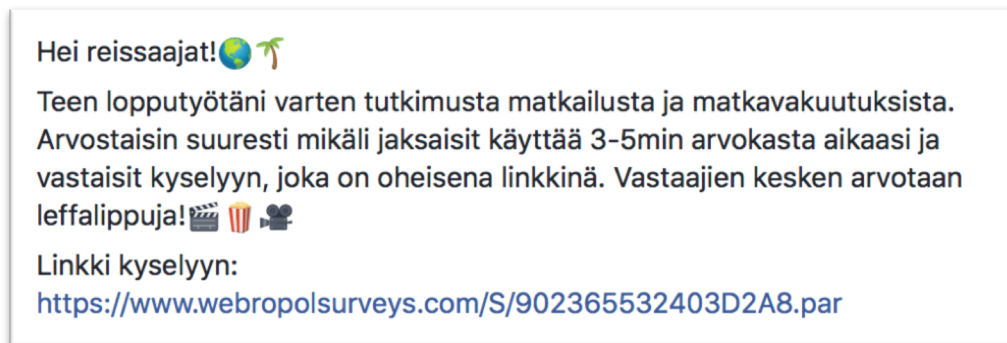 Hei reissaajat!🌍🌴
Teen lopputyötäni varten tutkimusta matkailusta ja matkavakuutuksista.
Arvostaisin suuresti mikäli jaksaisit käyttää 3-5min arvokasta aikaasi ja
vastaisit kyselyyn, joka on oheisena linkkinä. Vastaajien kesken arvotaan
leffalippuja!🎬🍿🎥
Linkki kyselyyn:
https://www.webropolsurveys.com/S/902365532403D2A8.par